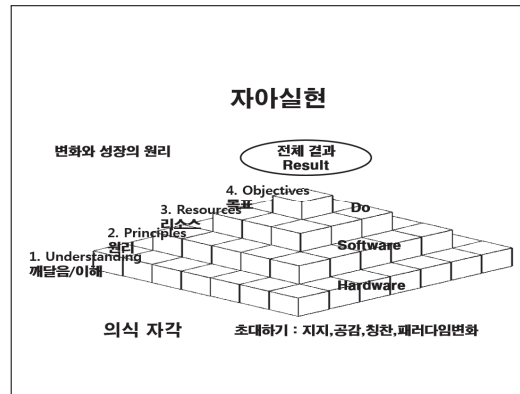 자아실현
변화와 성장의 원리
전체 결과
Result
4. Objectives
목표
Do
3. Resources
리소스
2. Principles
원리
Software
1. Understanding
깨달음/이해
Hardware
의식 자각
초대하기 : 지지,공감,칭찬,패러다임변화